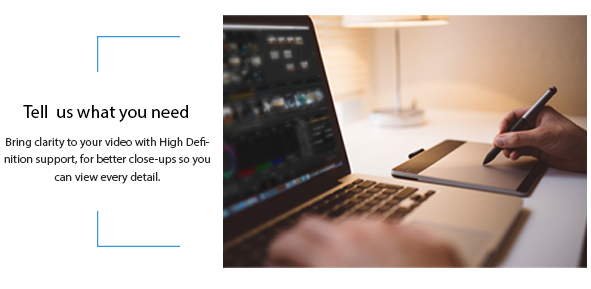 Tell  us what you need
Bring clarity to your video with High Defi-
nition support, for better close-ups so you
can view every detail.